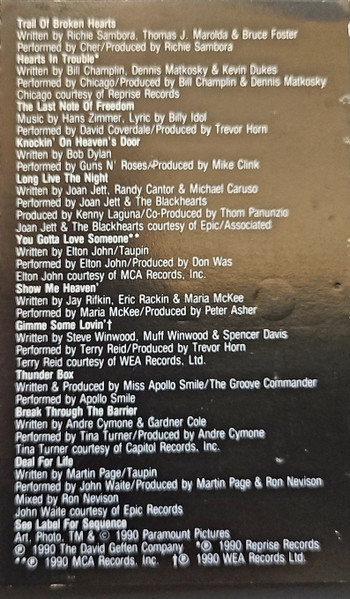 Trail Of Broken Hearts
Written by Richie Sambora, Thomas J. Marolda & Bruce Foster
Performed by Cher/Produced by Richie Sambora
Hearts In Trouble*
Written by Bill Champlin, Dennis Matkosky & Kevin Dukes
Performed by Chicago/Produced by Bill Champlin & Dennis Matkosky
Chicago courtesy of Reprise Records
The Last Note Of Freedom
Music by Hans Zimmer, Lyric by Billy Idol
Performed by David Coverdale/Produced by Trevor Horn
Knockin' On Heaven's Door
Written by Bob Dylan
Performed by Guns N' Roses/Produced by Mike Clink
Long Live The Night
Written by Joan Jett, Randy Cantor & Michael Caruso
Performed by Joan Jett & The Blackhearts
Produced by Kenny Laguna/Co-Produced by Thom Panunzio
Joan Jett & The Blackhearts courtesy of Epic/Associated
You Gotta Love Someone**
Written by Elton John/Taupin
Performed by Elton John/Produced by Don Was
Elton John courtesy of MCA Records, Inc.
Show Me Heaven'
Written by Jay Rifkin, Eric Rackin & Maria McKee
Performed by Maria McKee/Produced by Peter Asher
Gimme Some Lovin'†
Written by Steve Winwood, Muff Winwood & Spencer Davis
Performed by Terry Reid/Produced by Trevor Horn
Terry Reid courtesy of WEA Records, Ltd.
Thunder Box
Written & Produced by Miss Apollo Smile/The Groove Commander
Performed by Apollo Smile
Break Through The Barrier
Written by Andre Cymone & Gardner Cole
Performed by Tina Turner/Produced by Andre Cymone
Tina Turner courtesy of Capitol Records, Inc.
Deal For Life
Written by Martin Page/Taupin
Performed by John Waite/Produced by Martin Page & Ron Nevison
Mixed by Ron Nevison
John Waite courtesy of Epic Records
See Label For Sequence
Art, Photo, TM & © 1990 Paramount Pictures
℗ 1990 The David Geffen Company *℗ 1990 Reprise Records
**℗ 1990 MCA Records, Inc. †℗ 1990 WEA Records Ltd.